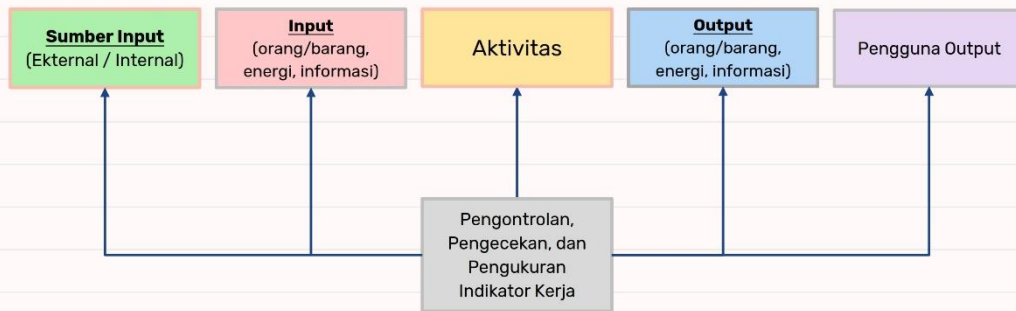 Sumber Input
(Ekternal / Internal)
Input
(orang/barang,
energi, informasi)
Aktivitas
Output
(orang/barang,
energi, informasi)
Pengguna Output
Pengontrolan,
Pengecekan, dan
Pengukuran
Indikator Kerja